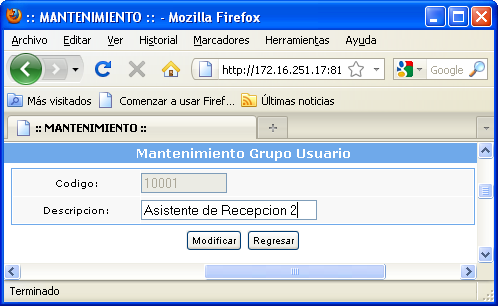 :: MANTENIMIENTO :: - Mozilla Firefox
Archivo Editar Ver Historial Marcadores Herramientas Ayuda
http://172.16.251.17:81 Google
Más visitados Comenzar a usar Firef... Últimas noticias
:: MANTENIMIENTO ::
Mantenimiento Grupo Usuario
Codigo: 10001
Descripcion: Asistente de Recepcion 2
Modificar Regresar
Terminado